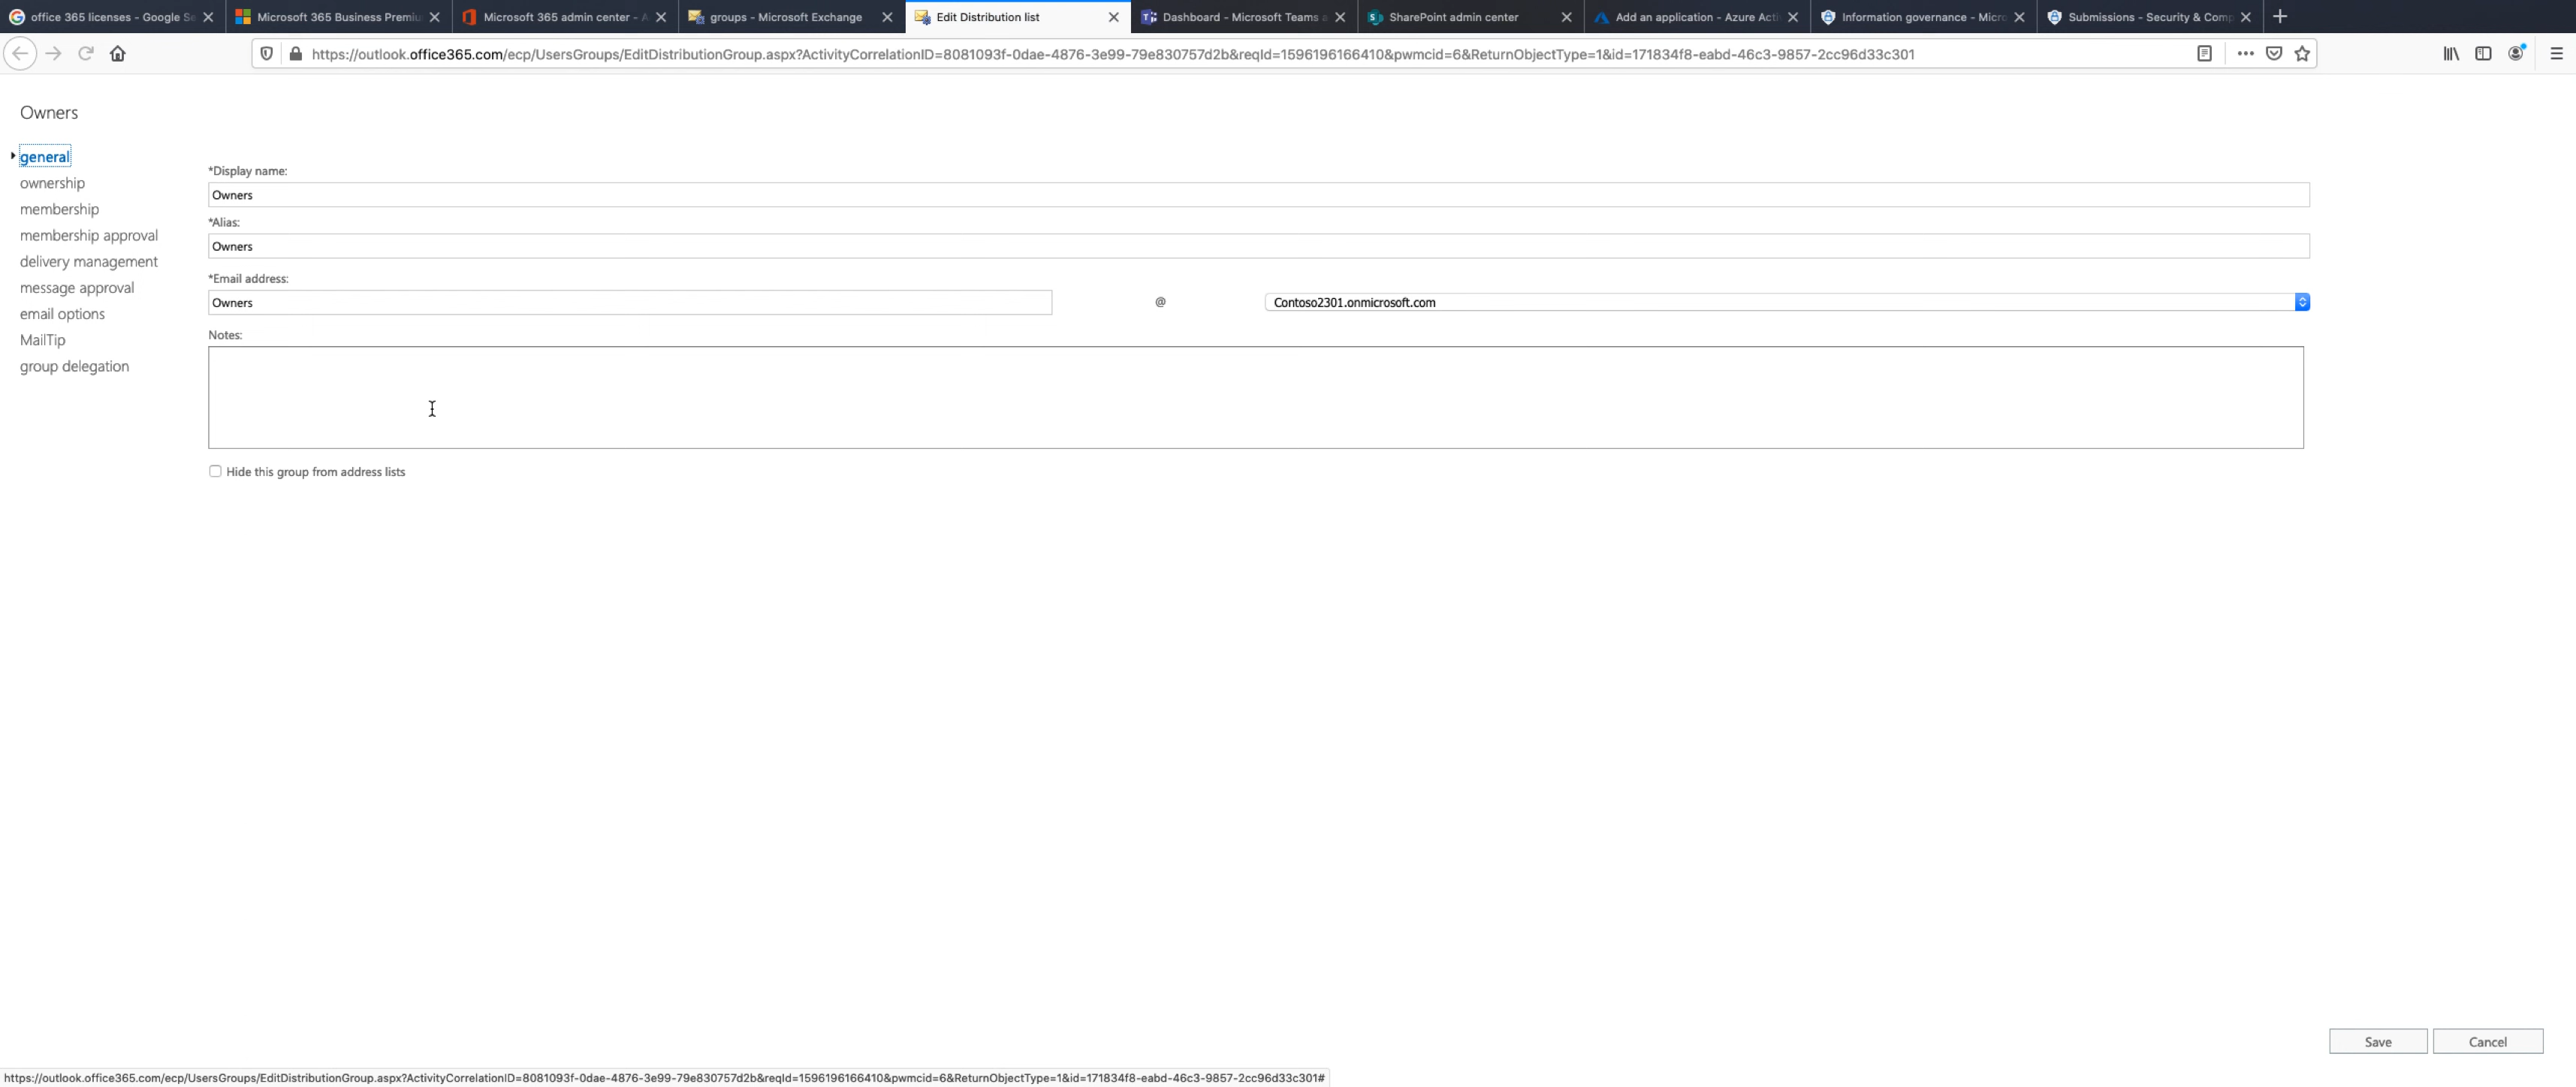 office 365 licenses - Google Se
Microsoft 365 Business Premiu
Microsoft 365 admin center - A
groups - Microsoft Exchange
Edit Distribution list
Dashboard - Microsoft Teams a
SharePoint admin center
Add an application - Azure Acti
Information governance - Micro
Submissions - Security & Comp
https://outlook.office365.com/ecp/UsersGroups/EditDistributionGroup.aspx?ActivityCorrelationID=8081093f-0dae-4876-3e99-79e830757d2b&reqId=1596196166410&pwmcid=6&ReturnObjectType=1&id=171834f8-eabd-46c3-9857-2cc96d33c301
Owners
general
ownership
membership
membership approval
delivery management
message approval
email options
MailTip
group delegation
*Display name:
Owners
*Alias:
Owners
*Email address:
Owners @ Contoso2301.onmicrosoft.com
Notes:
Hide this group from address lists
Save Cancel
https://outlook.office365.com/ecp/UsersGroups/EditDistributionGroup.aspx?ActivityCorrelationID=8081093f-0dae-4876-3e99-79e830757d2b&reqId=1596196166410&pwmcid=6&ReturnObjectType=1&id=171834f8-eabd-46c3-9857-2cc96d33c301#